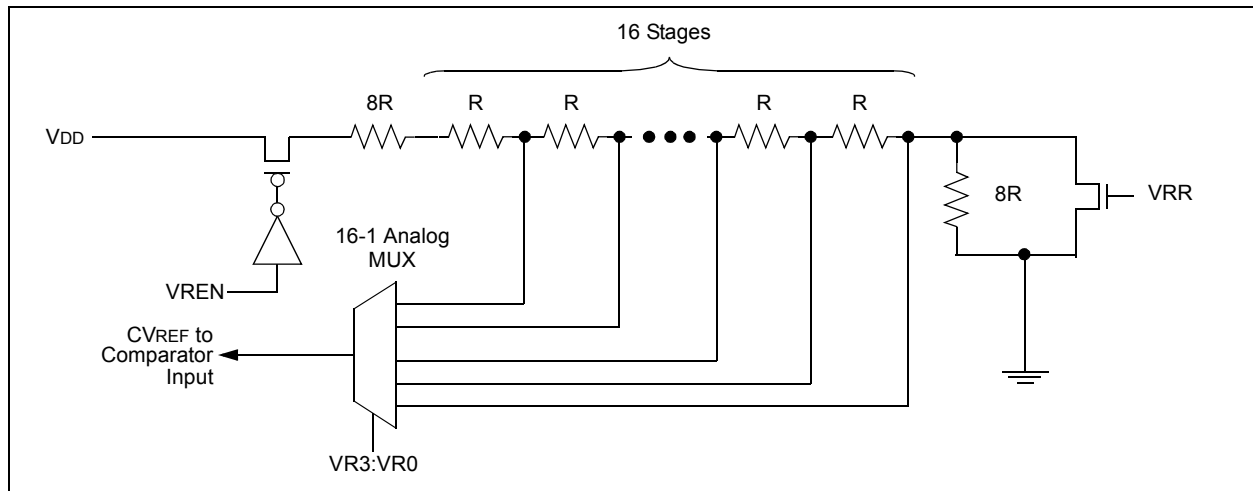 16 Stages
8R
R
R
R
R
VDD
8R
VRR
16-1 Analog
MUX
VREN
CVREF to
Comparator
Input
VR3:VR0